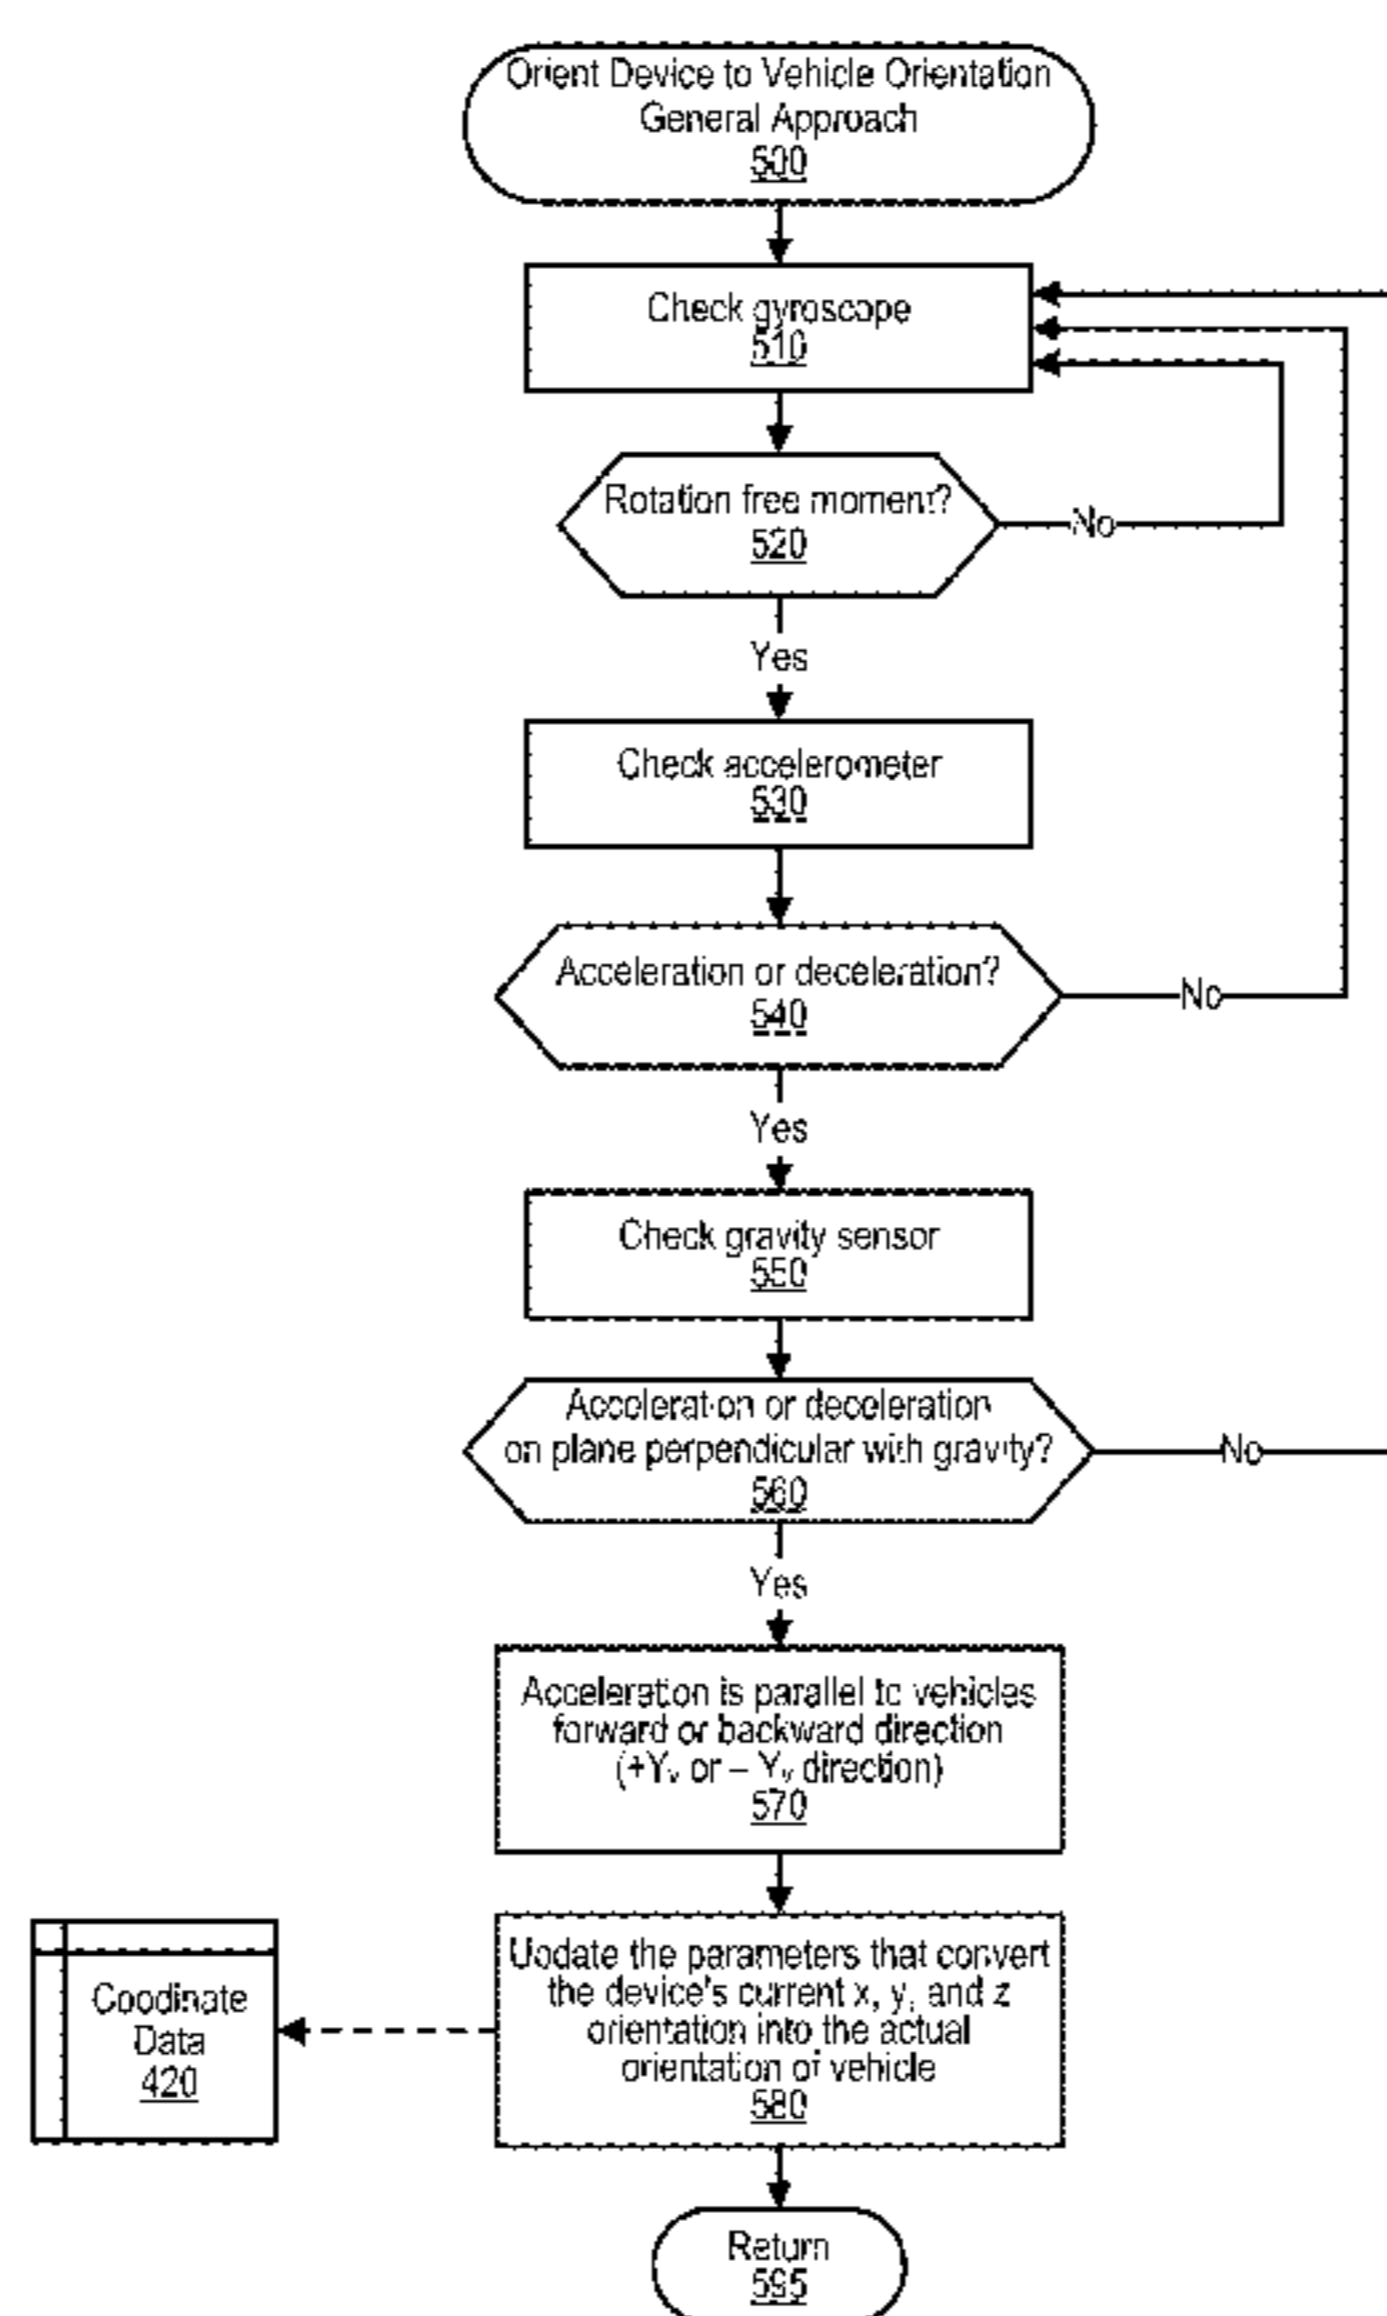 Orient Device to Vehicle Orientation
General Approach
500
Check gyroscope
510
Rotation free moment?
520
No
Yes
Check accelerometer
530
Acceleration or deceleration?
540
No
Yes
Check gravity sensor
550
Acceleration or deceleration
on plane perpendicular with gravity?
560
No
Yes
Acceleration is parallel to vehicles
forward or backward direction
(+Yv or – Yv direction)
570
Update the parameters that convert
the device's current x, y, and z
orientation into the actual
orientation of vehicle
580
Coodinate
Data
420
Return
595